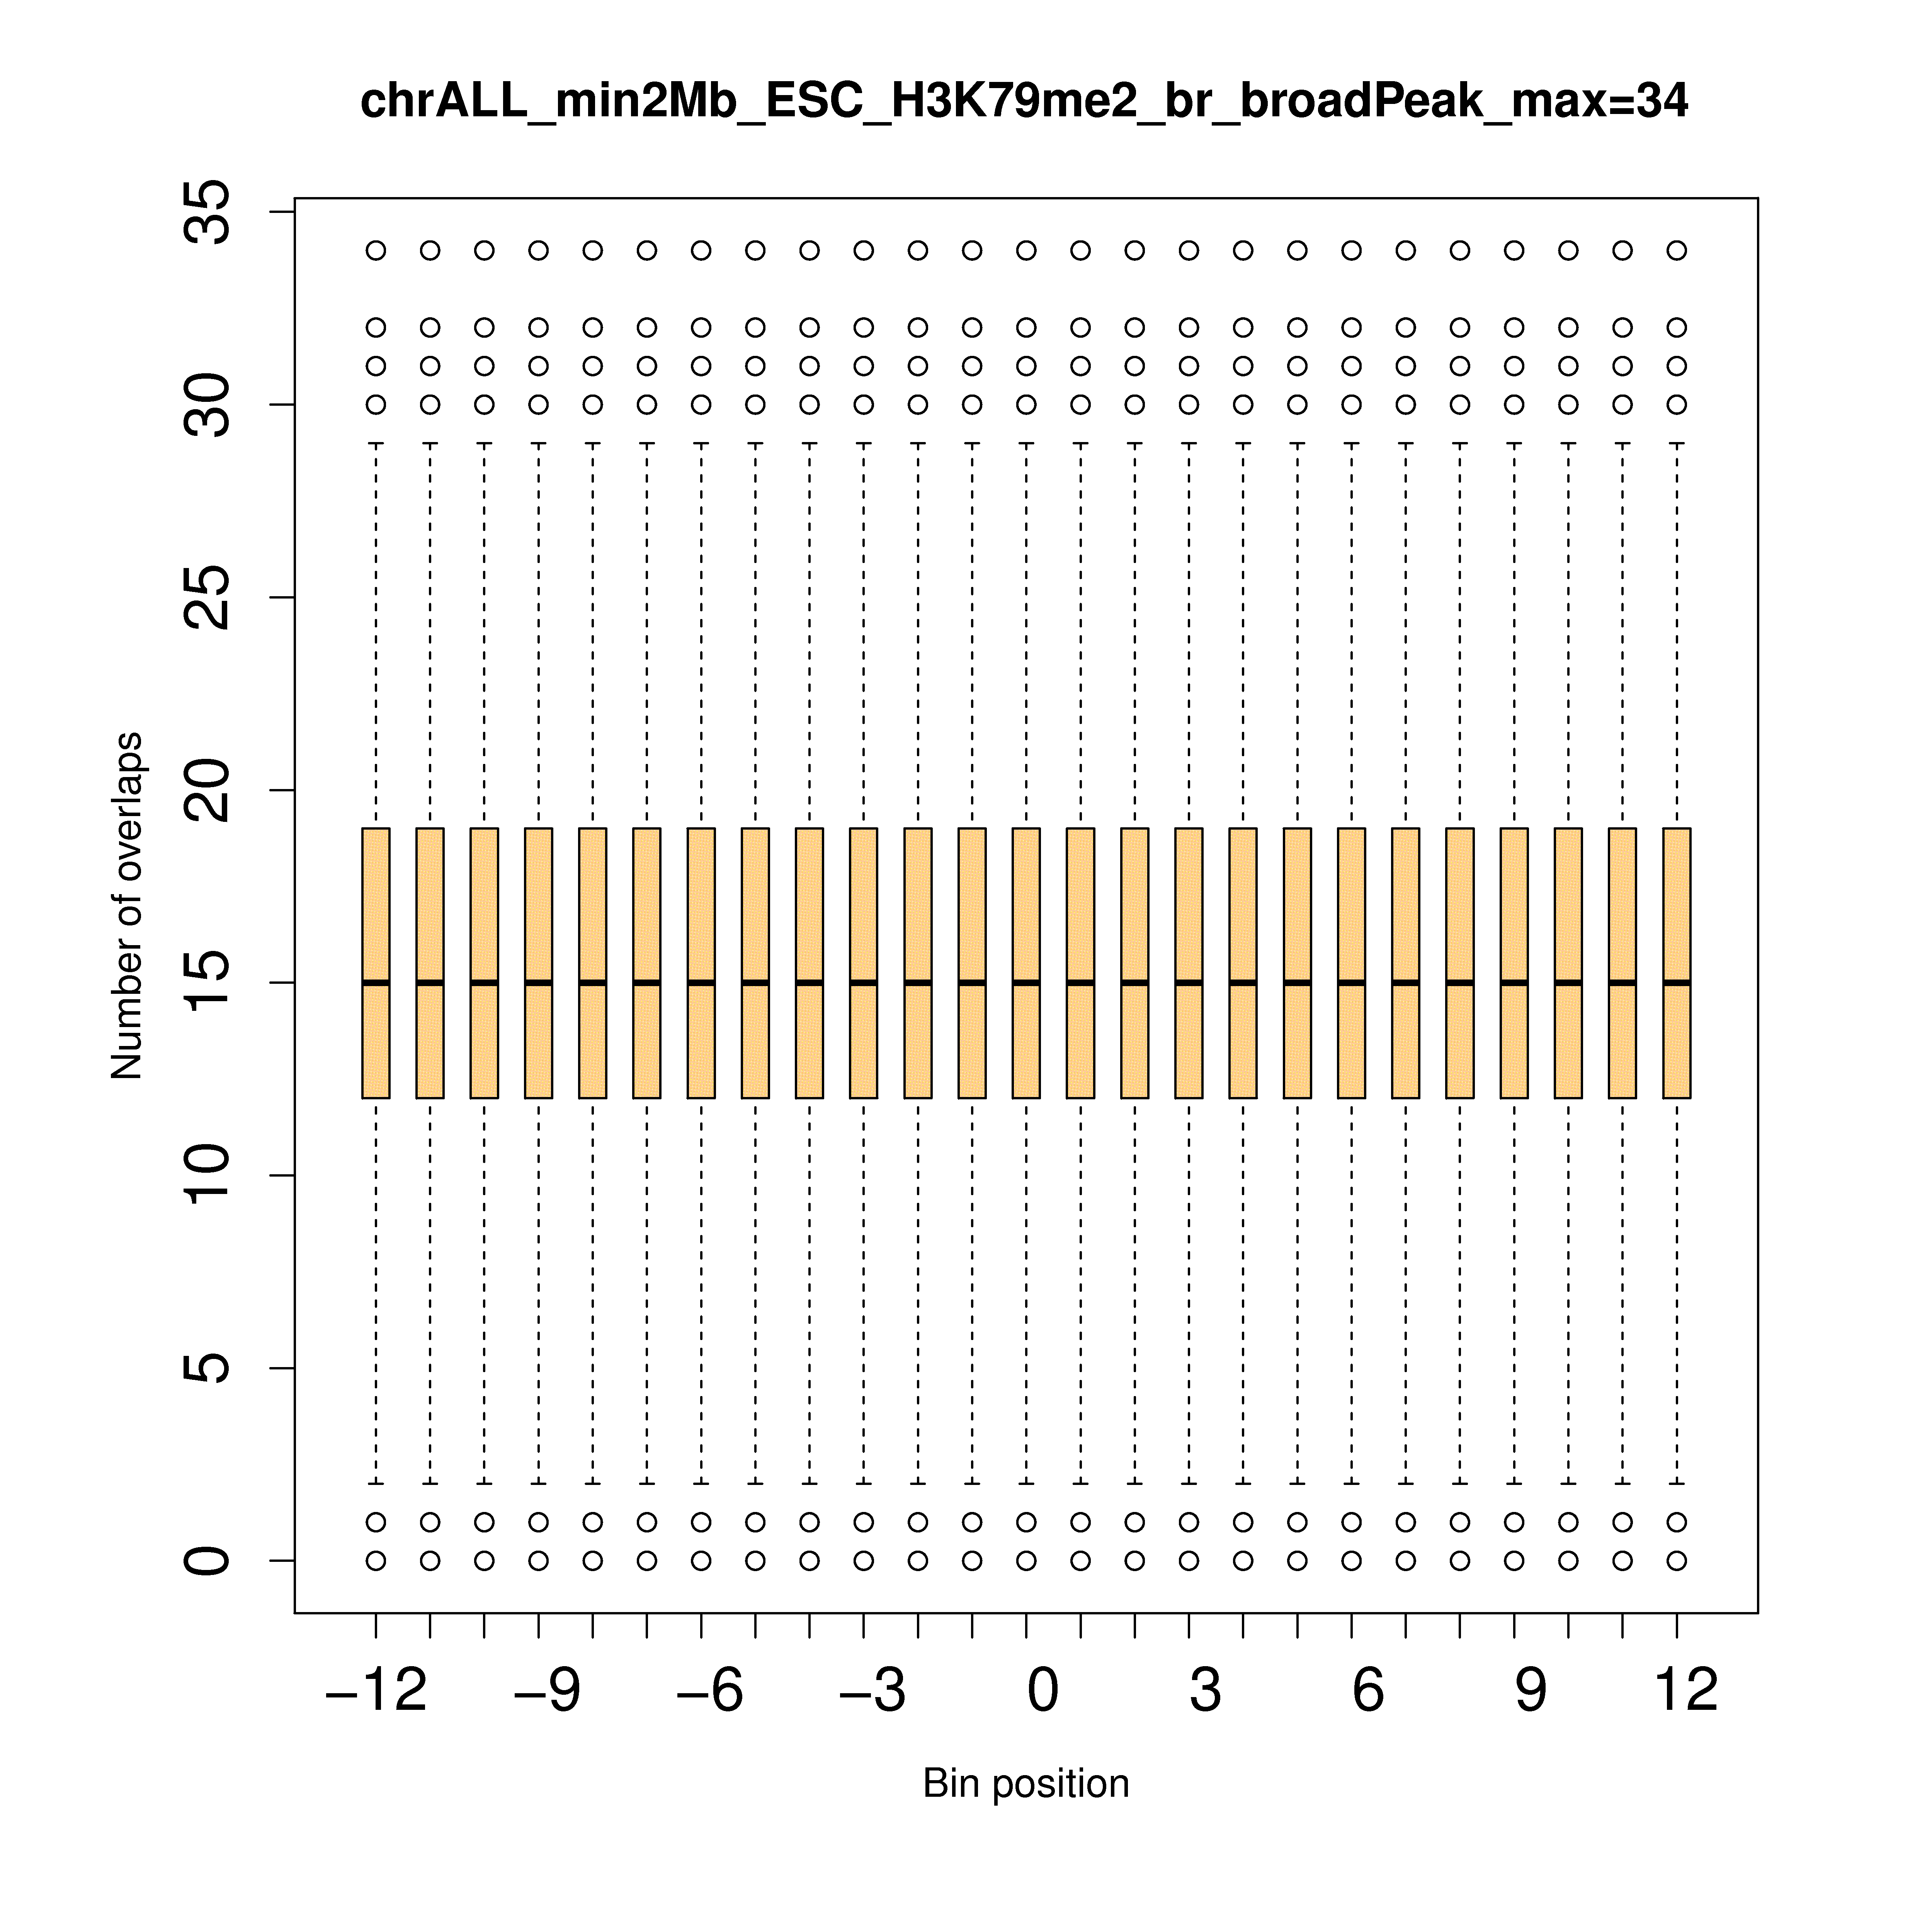 chrALL_min2Mb_ESC_H3K79me2_br_broadPeak_max=34
35
30
25
20
15
10
5
0
Number of overlaps
−12 −9 −6 −3 0 3 6 9 12
Bin position